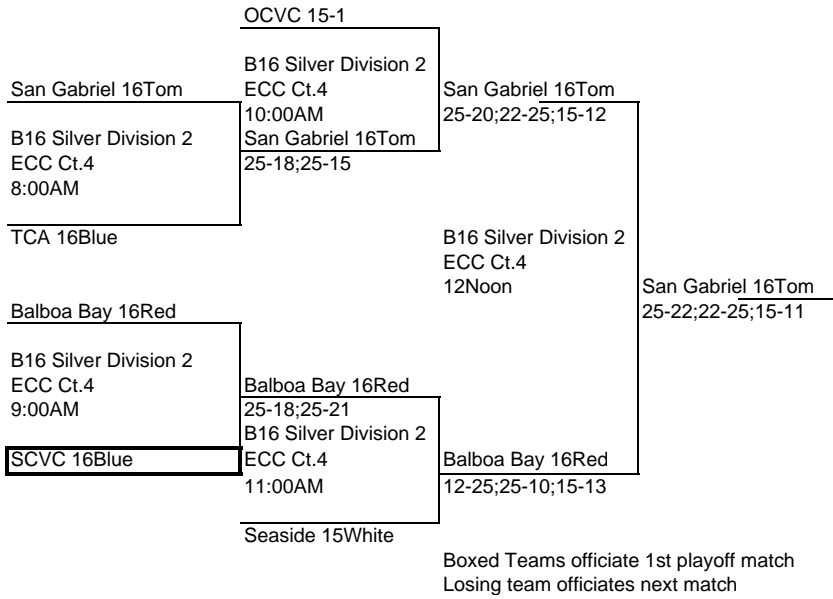 OCVC 15-1
B16 Silver Division 2
San Gabriel 16Tom
ECC Ct.4
San Gabriel 16Tom
10:00AM
25-20;22-25;15-12
B16 Silver Division 2
San Gabriel 16Tom
ECC Ct.4
25-18;25-15
8:00AM
TCA 16Blue
B16 Silver Division 2
ECC Ct.4
12Noon
San Gabriel 16Tom
Balboa Bay 16Red
25-22;22-25;15-11
B16 Silver Division 2
ECC Ct.4
Balboa Bay 16Red
9:00AM
25-18;25-21
B16 Silver Division 2
SCVC 16Blue
ECC Ct.4
Balboa Bay 16Red
11:00AM
12-25;25-10;15-13
Seaside 15White
Boxed Teams officiate 1st playoff match
Losing team officiates next match